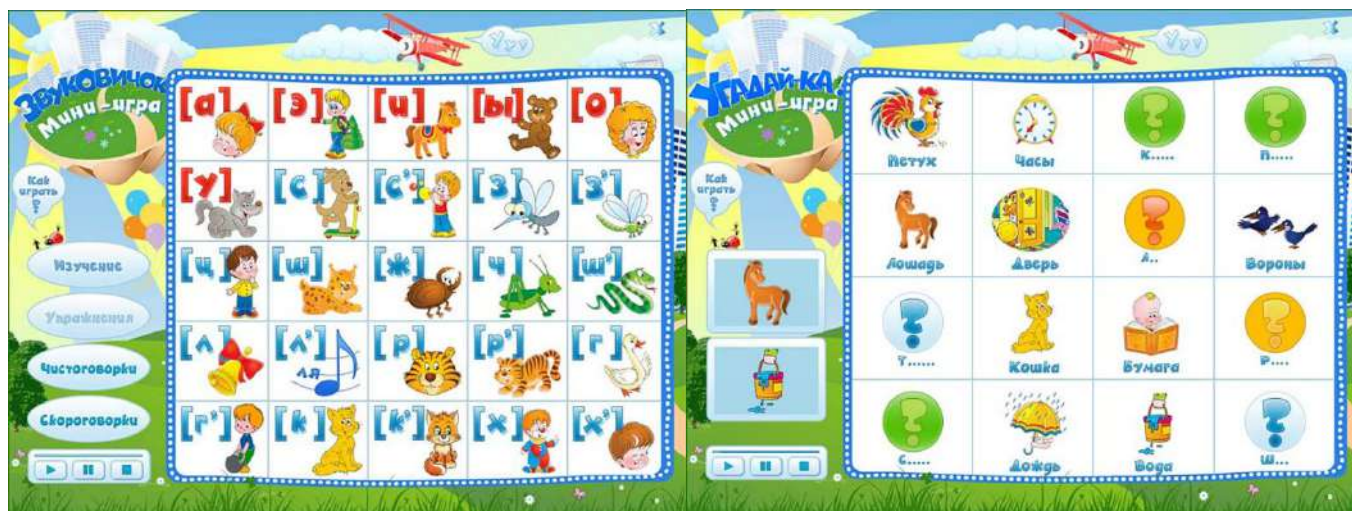 ЗВУКОВИЧОК
Мини-игра
Как
играть
?
Изучение
Упражнения
Чистоговорки
Скороговорки
[а] [э] [и] [ы] [о]
[у] [с] [с'] [з] [з']
[ц] [ш] [ж] [ч] [ш']
[л] [л'] [р] [р'] [г]
ля
[г'] [к] [к'] [х] [х']
УГАДАЙ-КА
Мини-игра
Как
играть
?
Петух Часы К..... П.....
Лошадь Дверь Л.. Вороны
Т...... Кошка Бумага Р....
С..... Дождь Вода Ш...